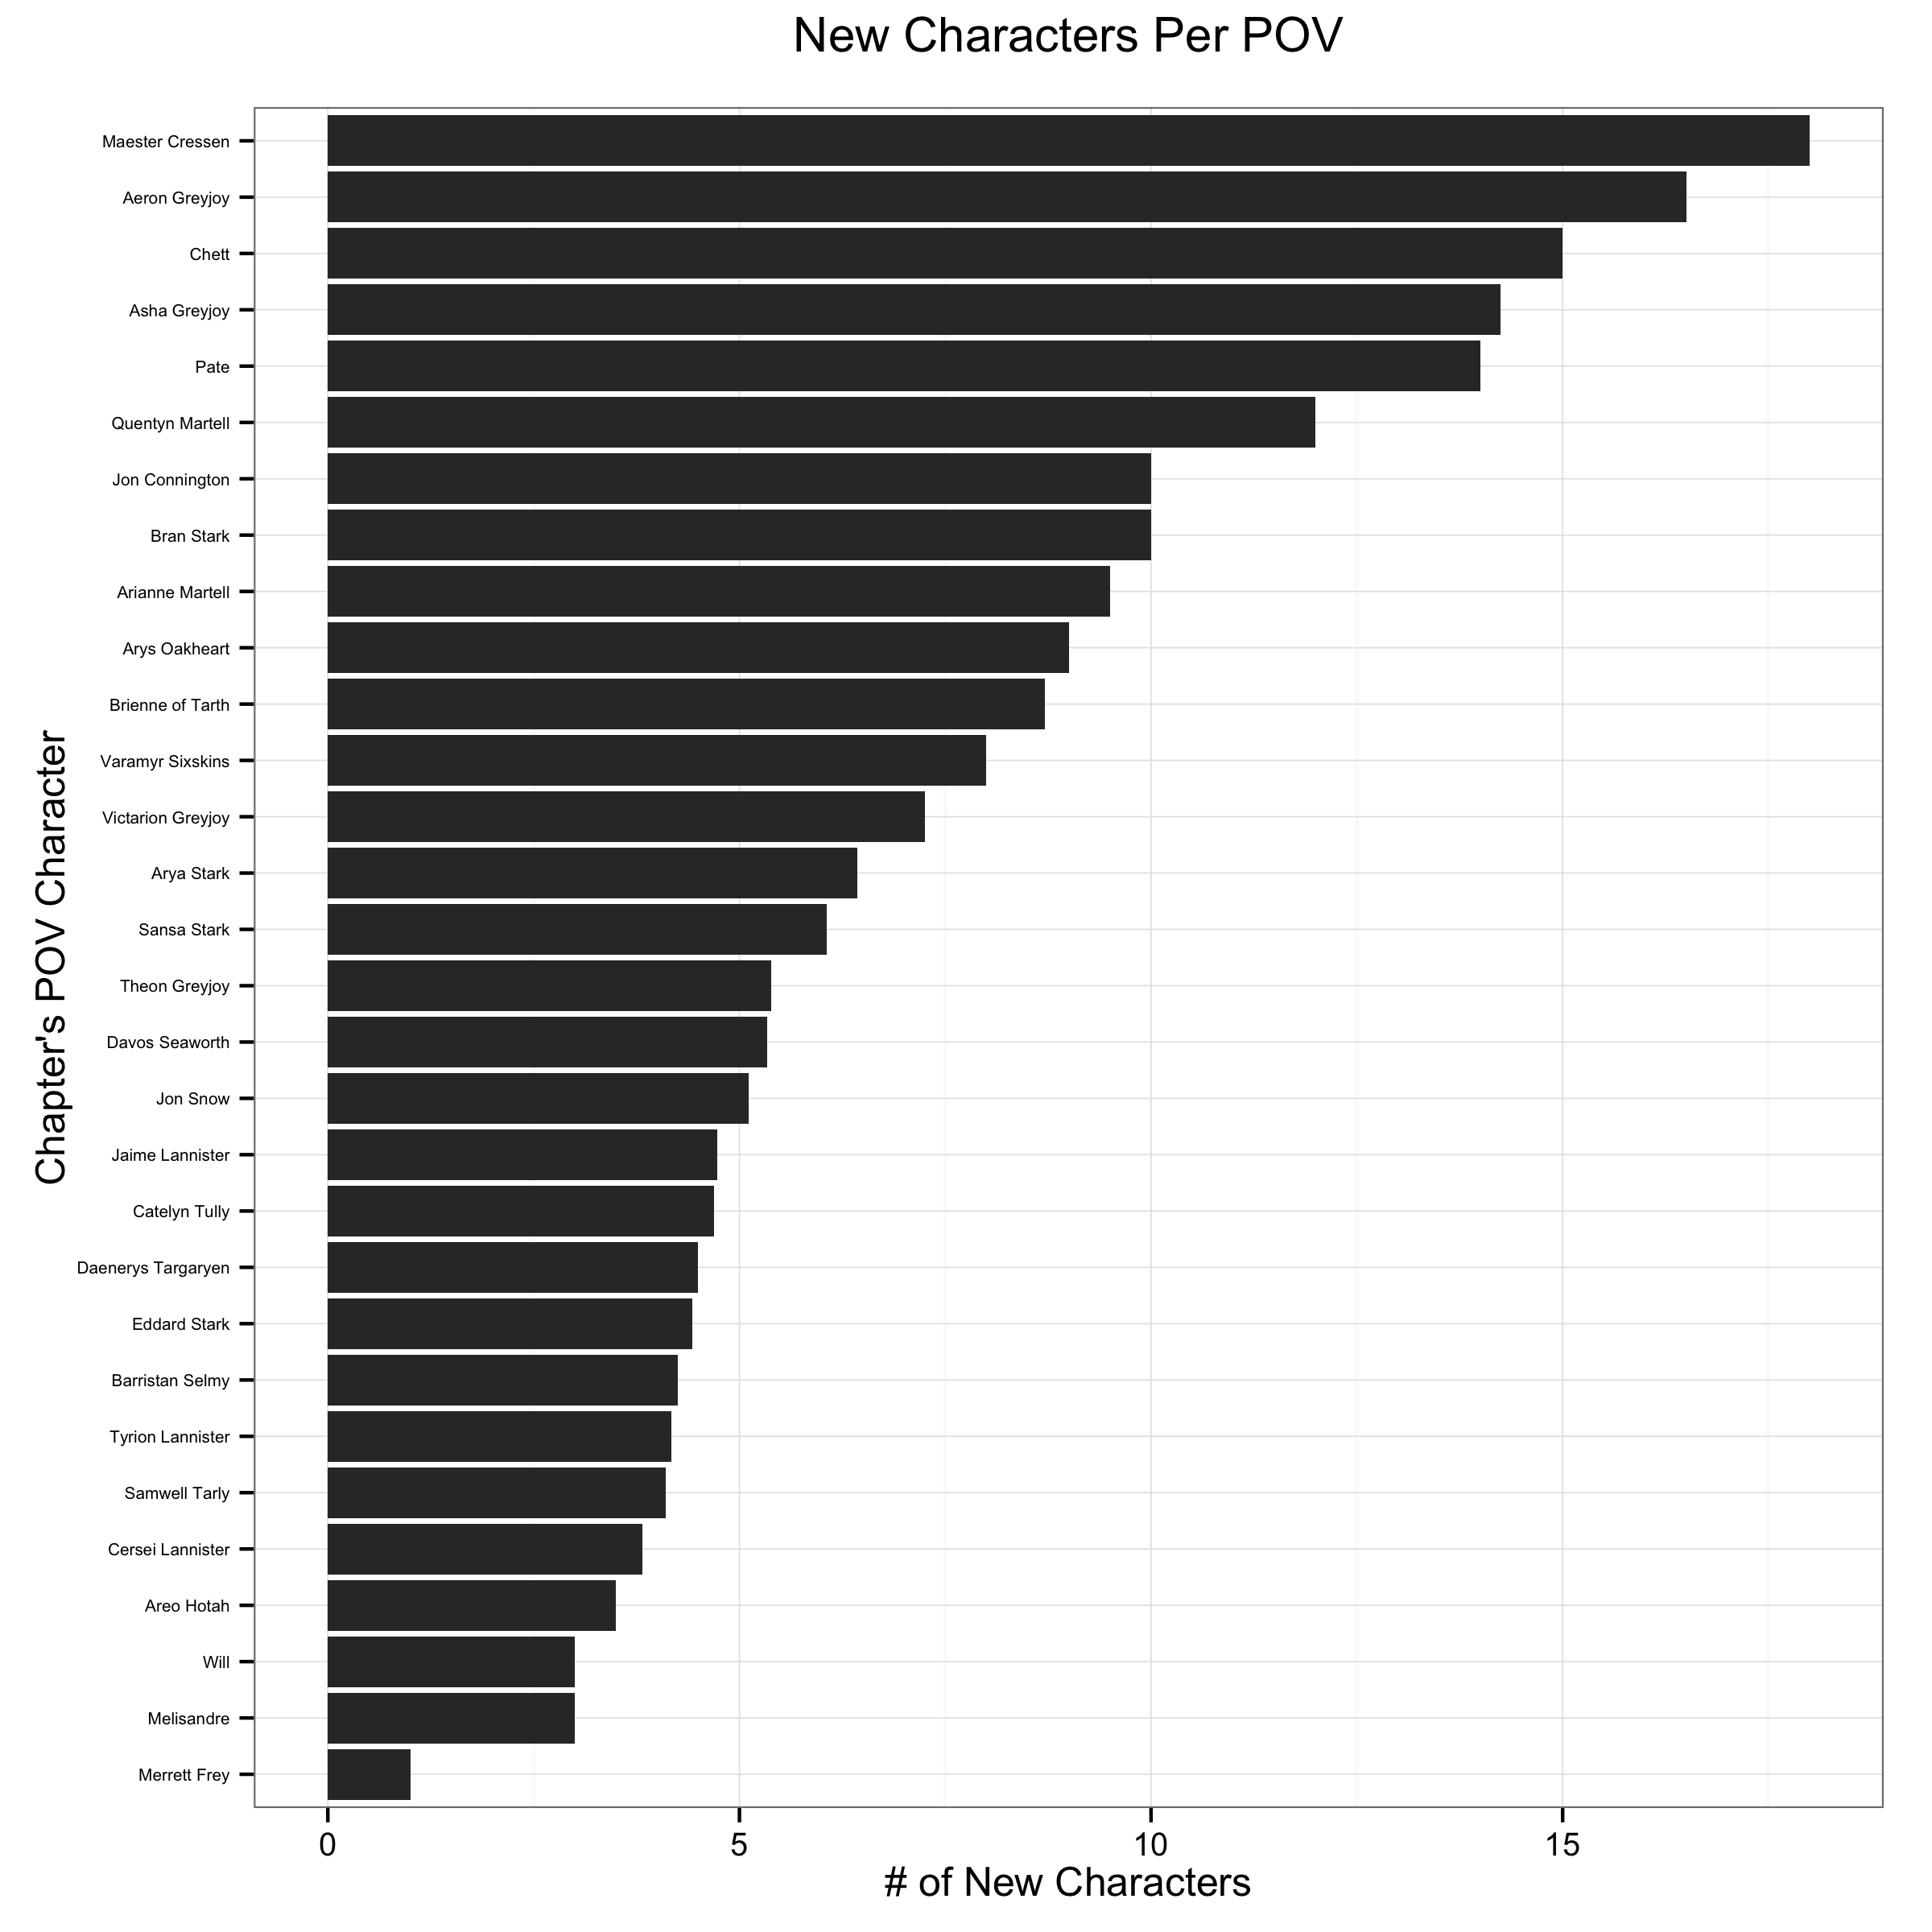 New Characters Per POV
Maester Cressen
Aeron Greyjoy
Chett
Asha Greyjoy
Pate
Quentyn Martell
Jon Connington
Bran Stark
Arianne Martell
Arys Oakheart
Brienne of Tarth
Varamyr Sixskins
Victarion Greyjoy
Arya Stark
Sansa Stark
Theon Greyjoy
Davos Seaworth
Jon Snow
Jaime Lannister
Catelyn Tully
Daenerys Targaryen
Eddard Stark
Barristan Selmy
Tyrion Lannister
Samwell Tarly
Cersei Lannister
Areo Hotah
Will
Melisandre
Merrett Frey
Chapter's POV Character
0 5 10 15
# of New Characters